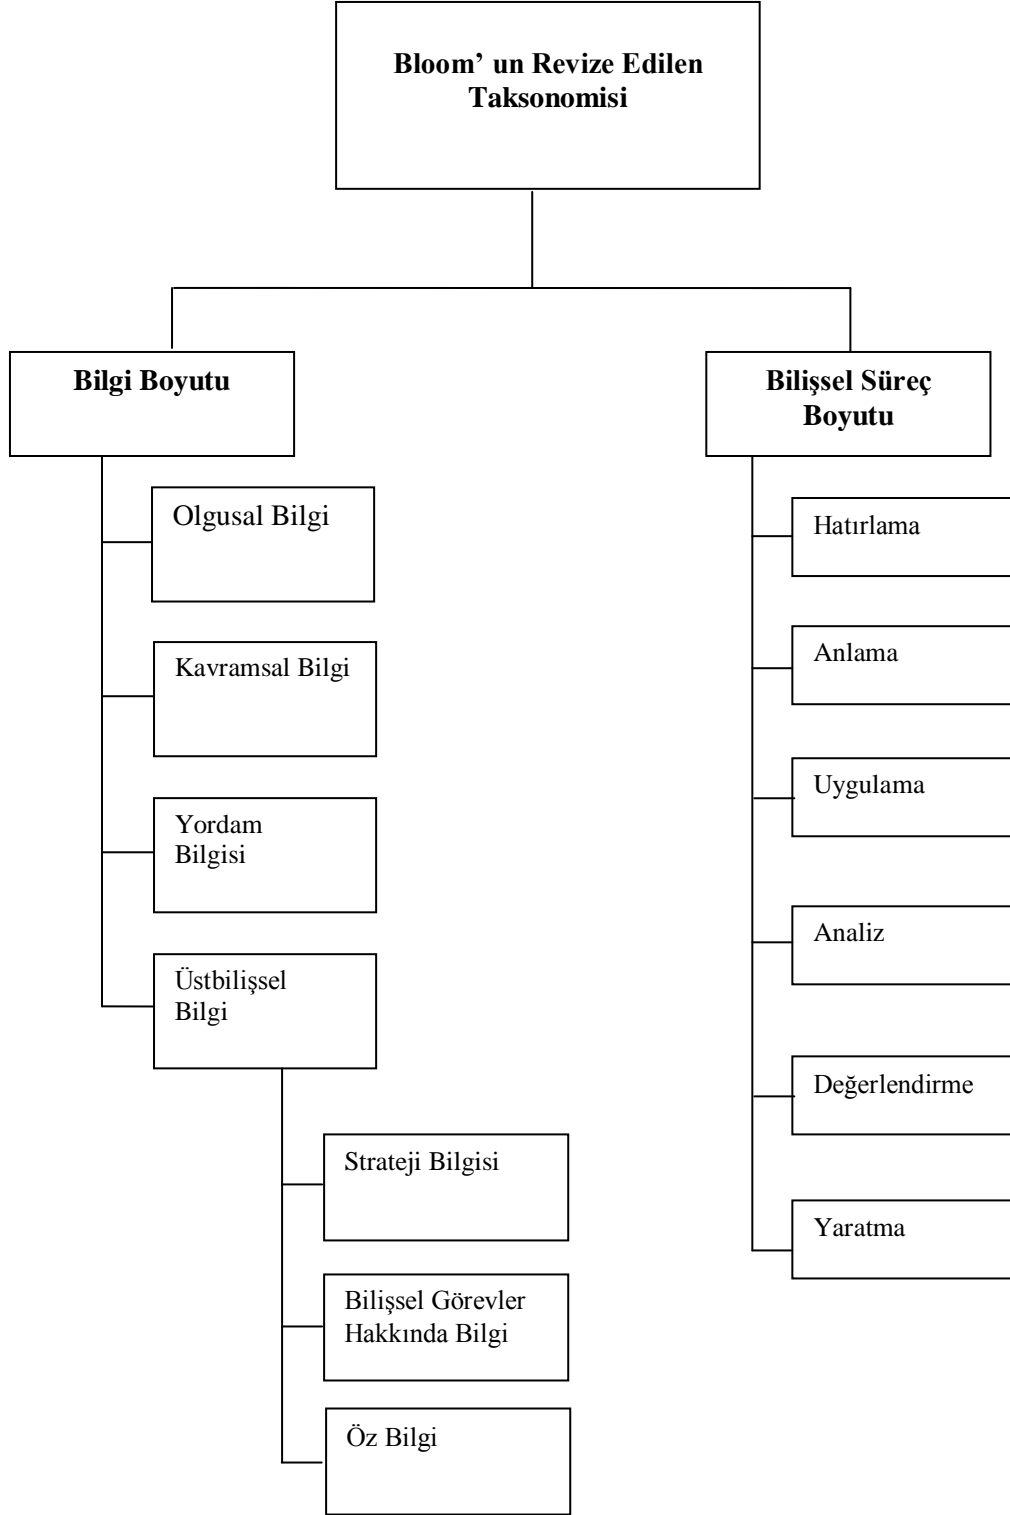 Bloom’ un Revize Edilen
Taksonomisi
Bilgi Boyutu
Olgusal Bilgi
Kavramsal Bilgi
Yordam
Bilgisi
Üstbilişsel
Bilgi
Strateji Bilgisi
Bilişsel Görevler
Hakkında Bilgi
Öz Bilgi
Bilişsel Süreç
Boyutu
Hatırlama
Anlama
Uygulama
Analiz
Değerlendirme
Yaratma